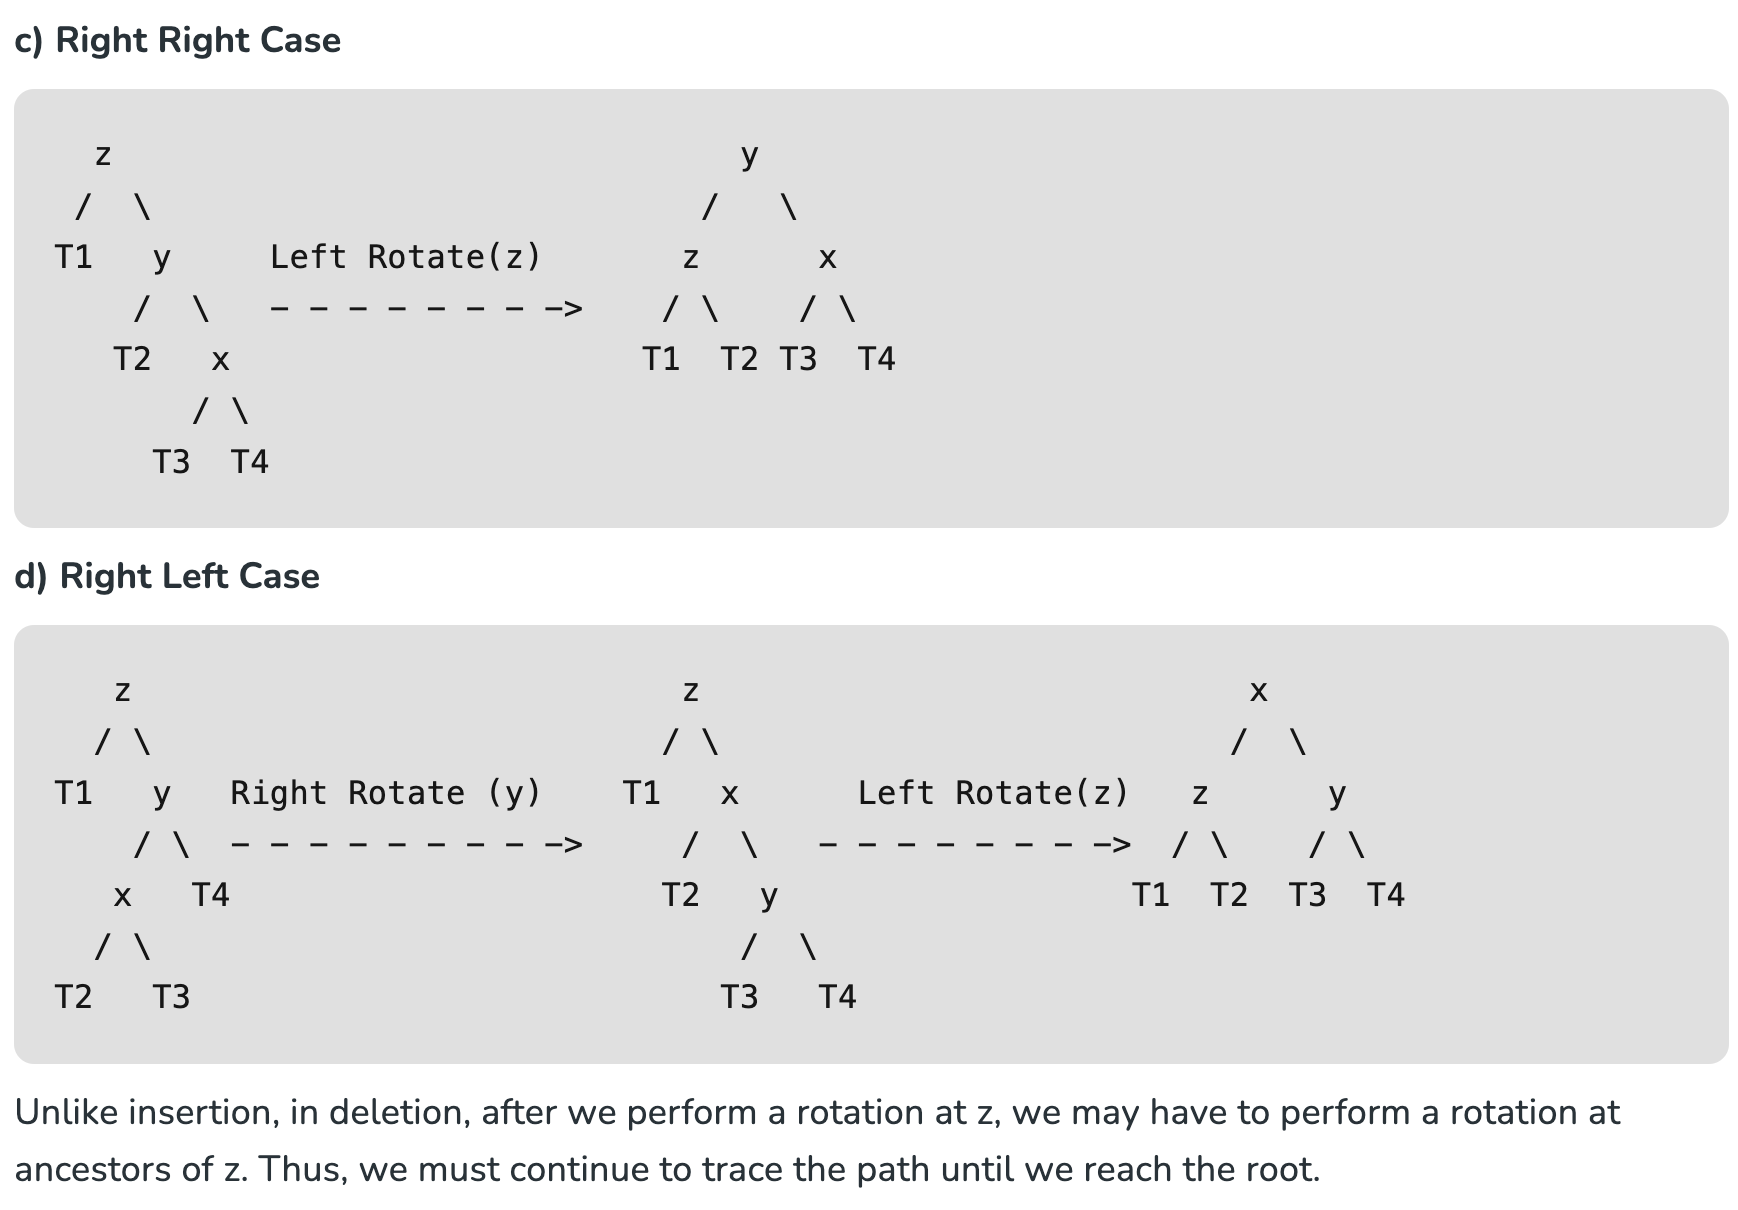 c) Right Right Case
z                                y
/  \                            /   \
T1   y     Left Rotate(z)       z      x
/  \   - - - - - - - ->    / \    / \
T2   x                     T1  T2 T3  T4
/ \
T3  T4
d) Right Left Case
z                            z                            x
/ \                          / \                          /  \
T1   y   Right Rotate (y)    T1   x      Left Rotate(z)   z      y
/ \  - - - - - - - - ->     /  \   - - - - - - - ->  / \    / \
x   T4                      T2   y                  T1  T2  T3  T4
/ \                                /  \
T2   T3                           T3   T4
Unlike insertion, in deletion, after we perform a rotation at z, we may have to perform a rotation at
ancestors of z. Thus, we must continue to trace the path until we reach the root.